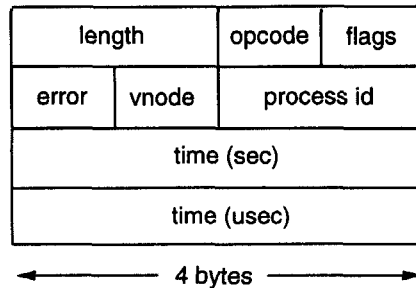 length opcode flags
error vnode process id
time (sec)
time (usec)
4 bytes